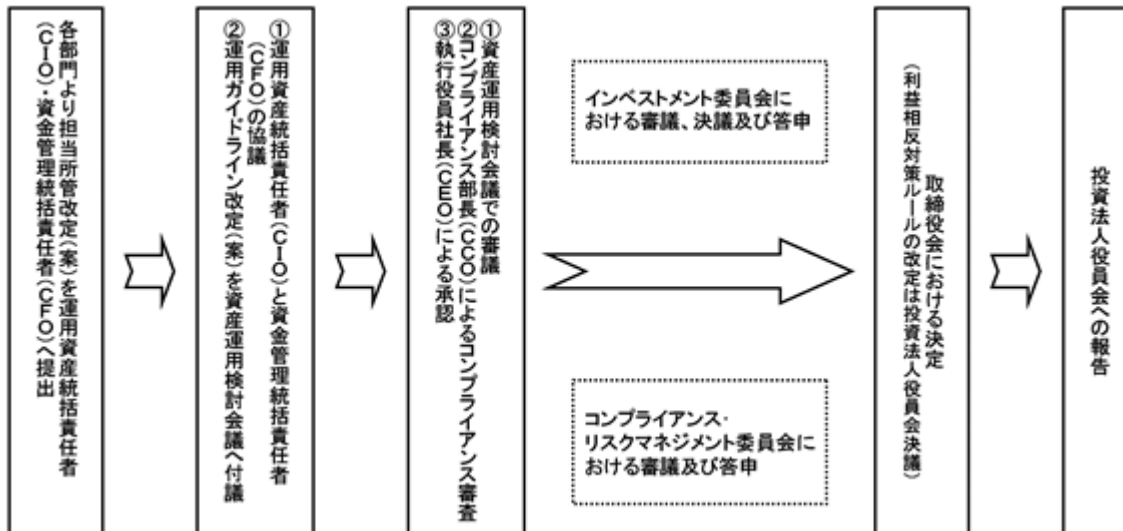 各部門より担当所管改定(案)を運用資産統括責任者
(CIO)・資金管理統括責任者(CFO)へ提出
①運用資産統括責任者(CIO)と資金管理統括責任者
(CFO)の協議
②運用ガイドライン改定(案)を資産運用検討会議へ付議
①資産運用検討会議での審議
②コンプライアンス部長(CCO)によるコンプライアンス審査
③執行役員社長(CEO)による承認
インベストメント委員会に
おける審議、決議及び答申
コンプライアンス・
リスクマネジメント委員会に
おける審議及び答申
取締役会における決定
(利益相反対策ルールの改定は投資法人役員会決議)
投資法人役員会への報告